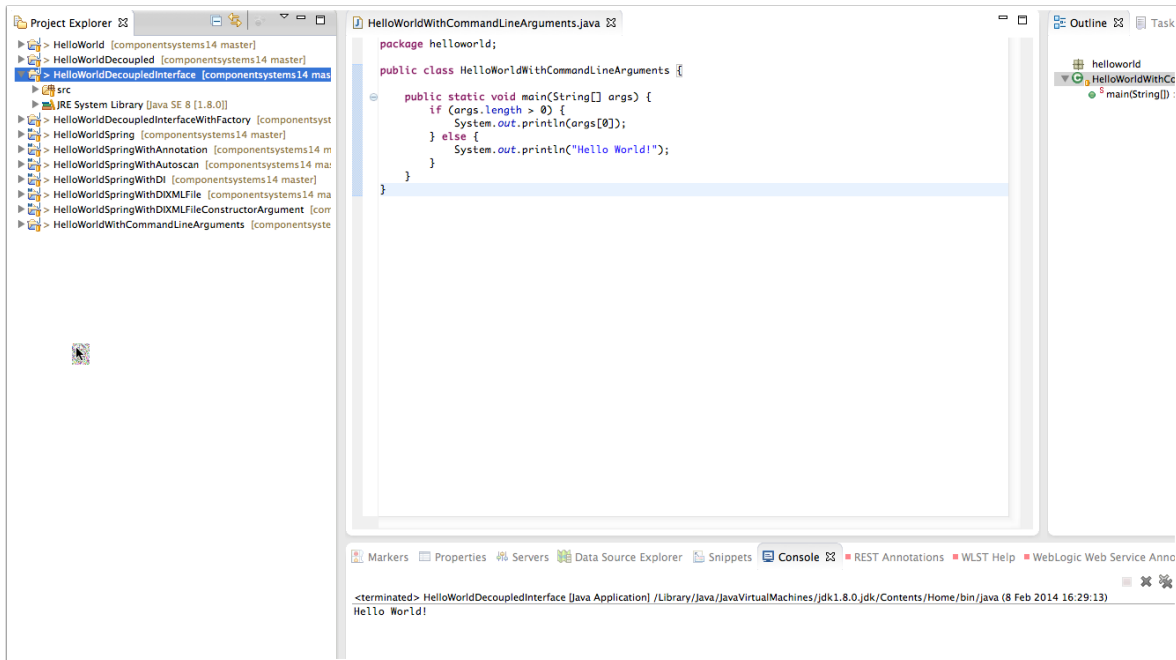 Project Explorer
> HelloWorld [componentsystems14 master]
> HelloWorldDecoupled [componentsystems14 master]
> HelloWorldDecoupledInterface [componentsystems14 mas
src
JRE System Library [Java SE 8 [1.8.0]]
> HelloWorldDecoupledInterfaceWithFactory [componentsyst
> HelloWorldSpring [componentsystems14 master]
> HelloWorldSpringWithAnnotation [componentsystems14 m
> HelloWorldSpringWithAutoscan [componentsystems14 ma
> HelloWorldSpringWithDI [componentsystems14 master]
> HelloWorldSpringWithDIXMLFile [componentsystems14 ma
> HelloWorldSpringWithDIXMLFileConstructorArgument [com
> HelloWorldWithCommandLineArguments [componentsyste
HelloWorldWithCommandLineArguments.java
package helloworld;
public class HelloWorldWithCommandLineArguments {
public static void main(String[] args) {
if (args.length > 0) {
System.out.println(args[0]);
} else {
System.out.println("Hello World!");
}
}
}
Outline Task
helloworld
HelloWorldWithCo
S main(String[]) :
Markers Properties Servers Data Source Explorer Snippets Console REST Annotations WLST Help WebLogic Web Service Anno
<terminated> HelloWorldDecoupledInterface [Java Application] /Library/Java/JavaVirtualMachines/jdk1.8.0.jdk/Contents/Home/bin/java (8 Feb 2014 16:29:13)
Hello World!